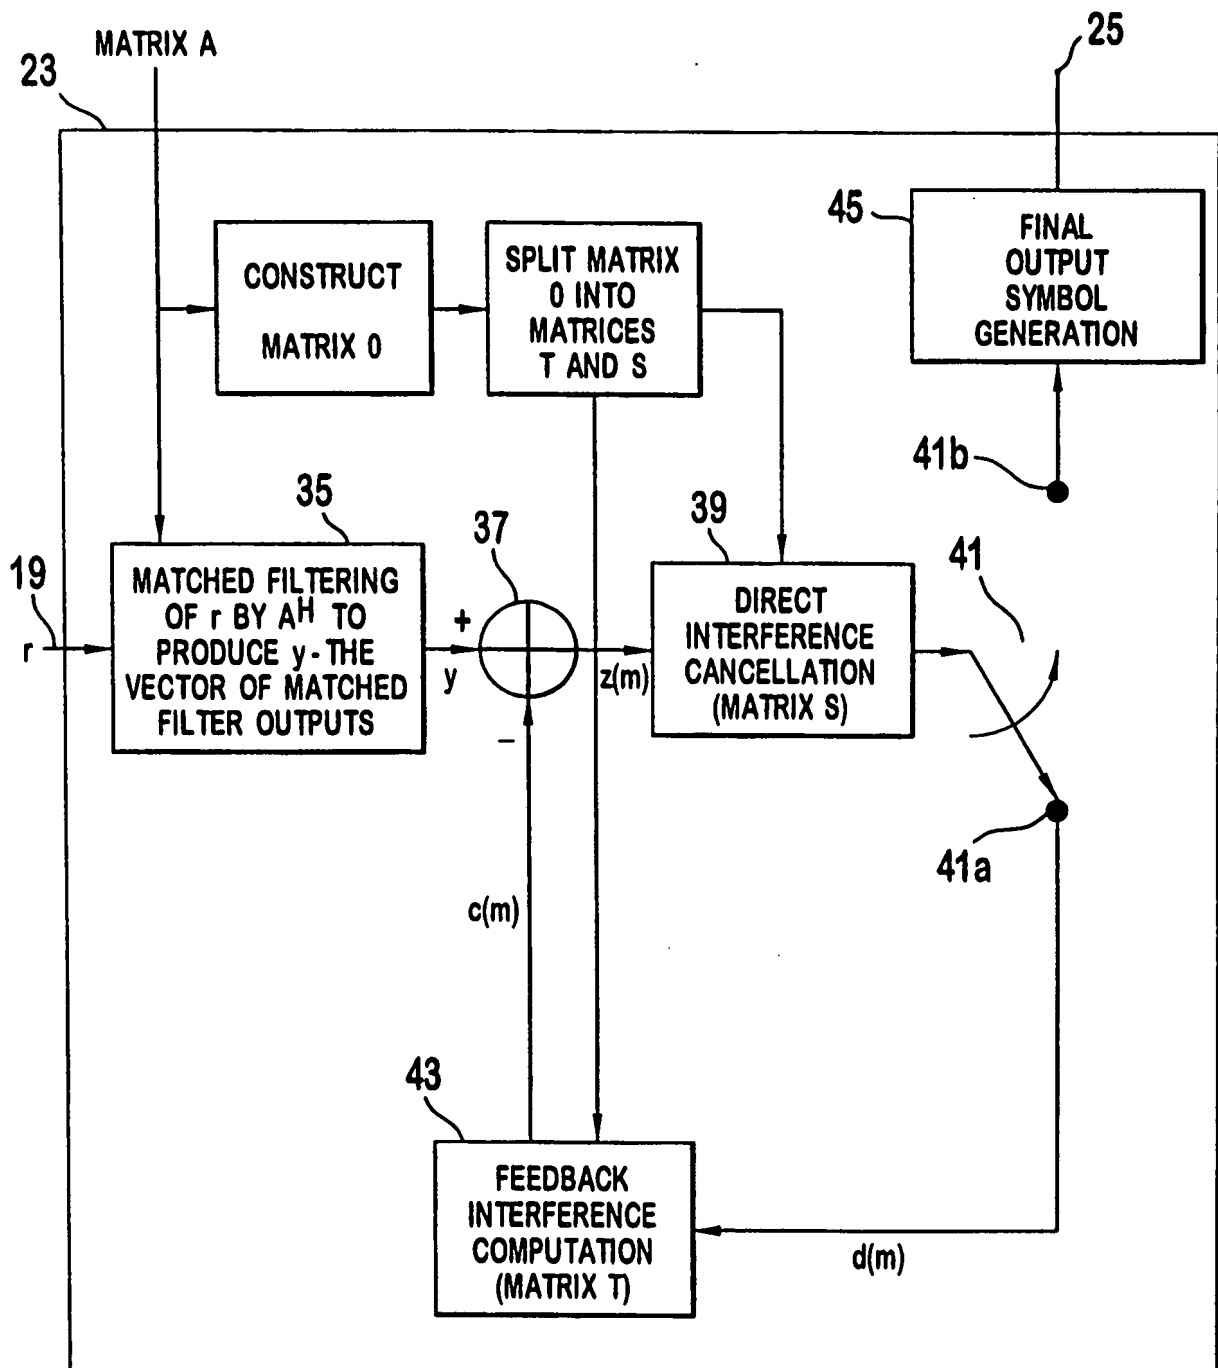 MATRIX A
25
23
45
FINAL
OUTPUT
SYMBOL
GENERATION
CONSTRUCT
MATRIX 0
SPLIT MATRIX
0 INTO
MATRICES
T AND S
41b
35
37
39
41
19
r
MATCHED FILTERING
OF r BY A^H TO
PRODUCE y - THE
VECTOR OF MATCHED
FILTER OUTPUTS
+
y
−
z(m)
DIRECT
INTERFERENCE
CANCELLATION
(MATRIX S)
41a
c(m)
43
FEEDBACK
INTERFERENCE
COMPUTATION
(MATRIX T)
d(m)